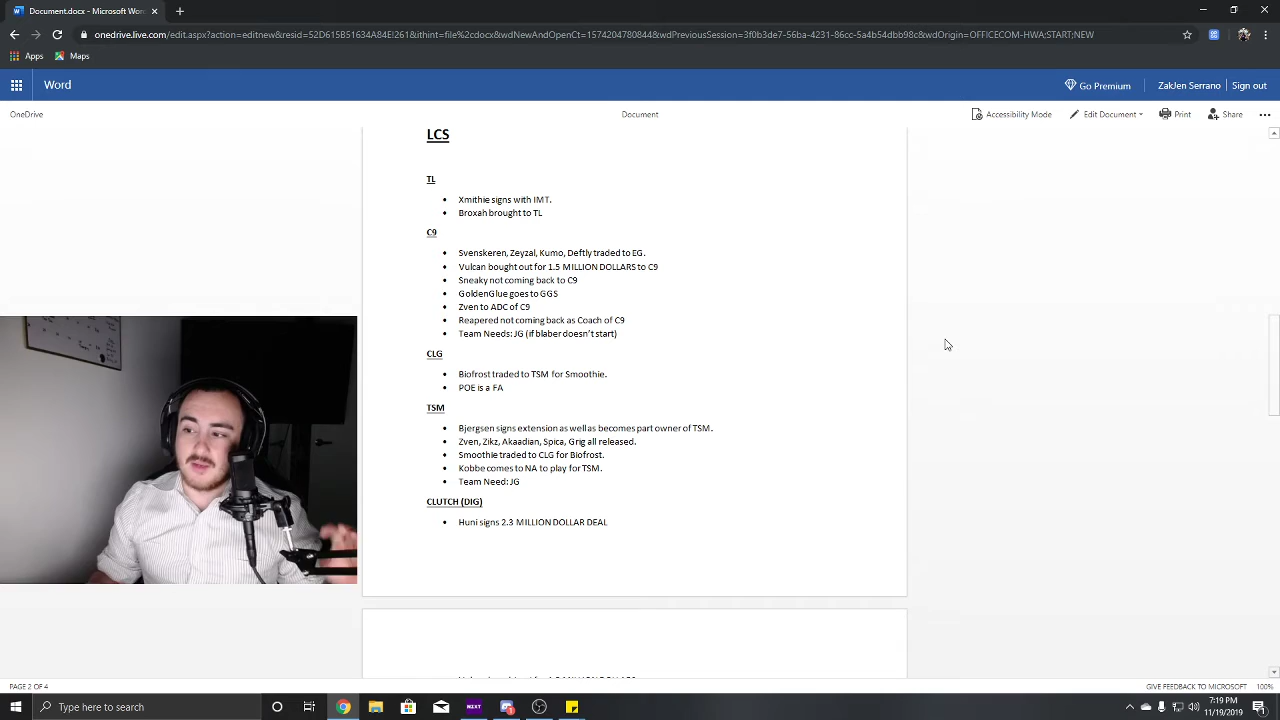 Document.docx - Microsoft Wor
onedrive.live.com/edit.aspx?action=editnew&resid=52D615B51634A84E!261&ithint=file%2cdocx&wdNewAndOpenCt=1574204780844&wdPreviousSession=3f0b3de7-56ba-4231-86cc-5a4b54dbb98c&wdOrigin=OFFICECOM-HWA;START;NEW
Apps Maps
Word Go Premium ZakJen Serrano Sign out
OneDrive Document Accessibility Mode Edit Document Print Share
LCS
TL
• Xmithie signs with IMT.
• Broxah brought to TL
C9
• Svenskeren, Zeyzal, Kumo, Deftly traded to EG.
• Vulcan bought out for 1.5 MILLION DOLLARS to C9
• Sneaky not coming back to C9
• GoldenGlue goes to GGS
• Zven to ADC of C9
• Reapered not coming back as Coach of C9
• Team Needs: JG (if blaber doesn't start)
CLG
• Biofrost traded to TSM for Smoothie.
• POE is a FA
TSM
• Bjergsen signs extension as well as becomes part owner of TSM.
• Zven, Zikz, Akaadian, Spica, Grig all released.
• Smoothie traded to CLG for Biofrost.
• Kobbe comes to NA to play for TSM.
• Team Need: JG
CLUTCH (DIG)
• Huni signs 2.3 MILLION DOLLAR DEAL
PAGE 2 OF 4 GIVE FEEDBACK TO MICROSOFT 100%
Type here to search
7:19 PM
11/19/2019